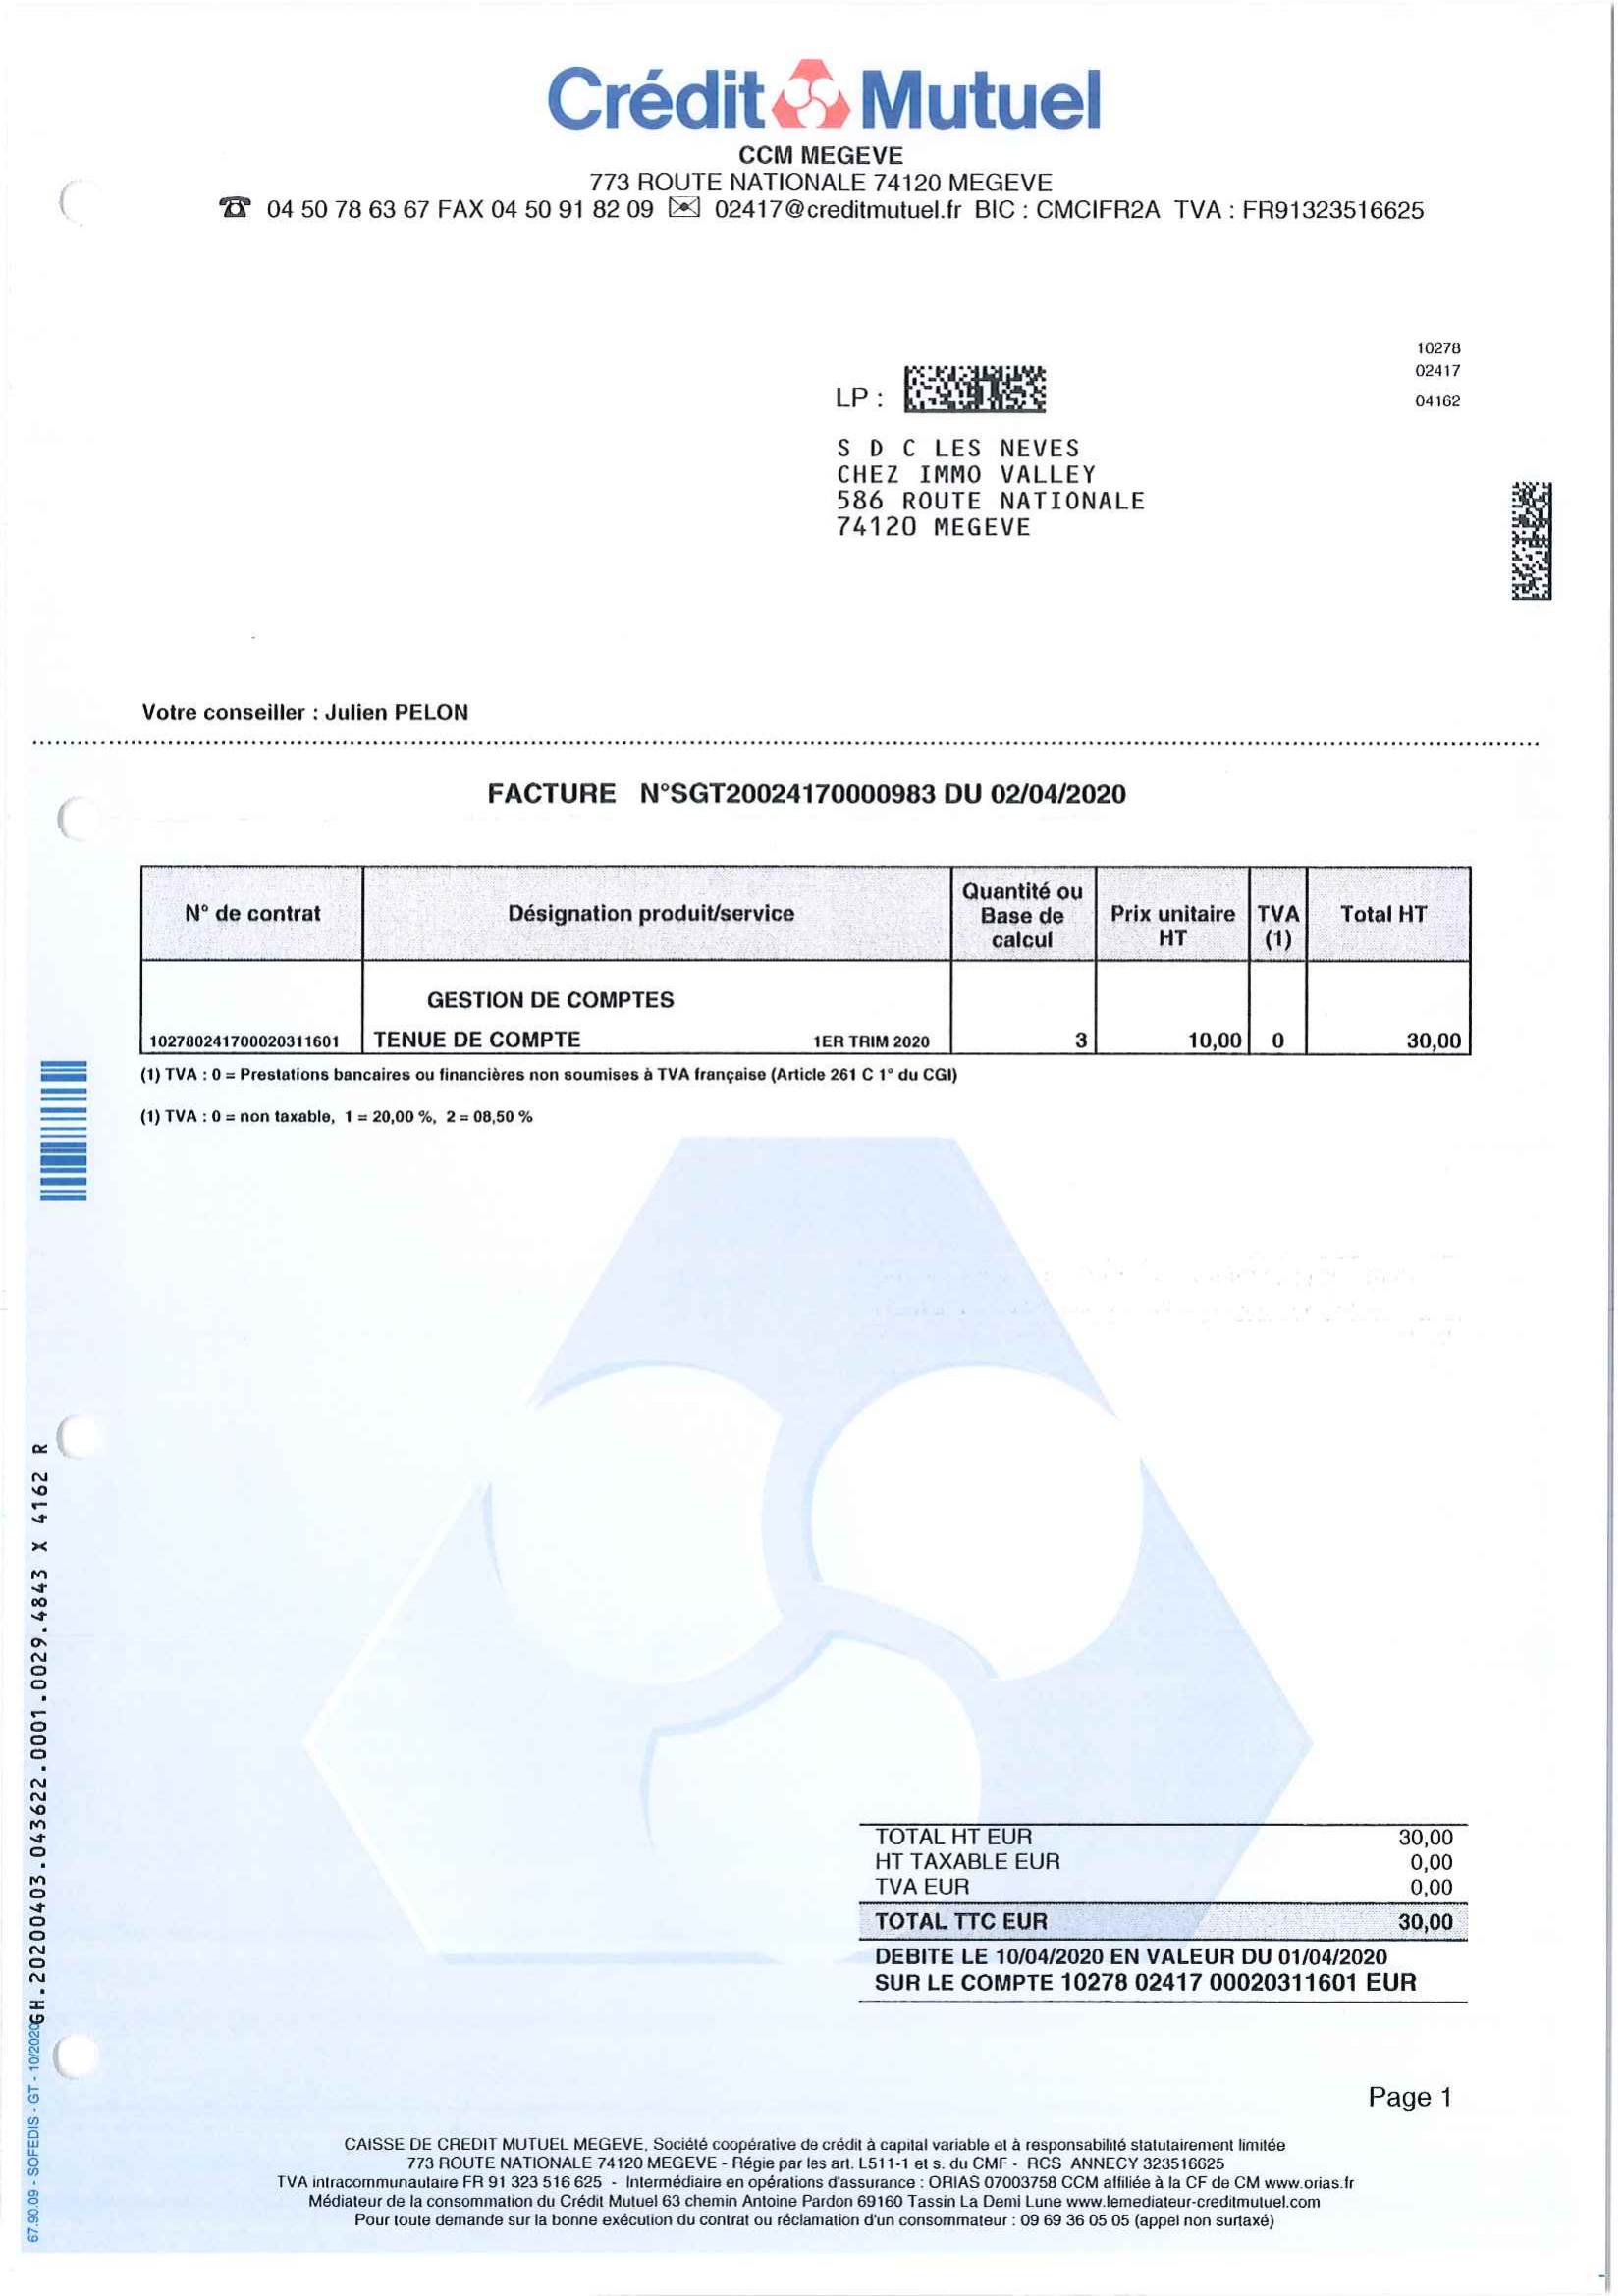 Crédit Mutuel
CCM MEGEVE
773 ROUTE NATIONALE 74120 MEGEVE
04 50 78 63 67 FAX 04 50 91 82 09 02417@creditmutuel.fr BIC : CMCIFR2A TVA : FR91323516625
10278
02417
04162
LP :
S D C LES NEVES
CHEZ IMMO VALLEY
586 ROUTE NATIONALE
74120 MEGEVE
Votre conseiller : Julien PELON
FACTURE N°SGT20024170000983 DU 02/04/2020
N° de contrat Désignation produit/service Quantité ou Base de calcul Prix unitaire HT TVA (1) Total HT
GESTION DE COMPTES
102780241700020311601 TENUE DE COMPTE 1ER TRIM 2020 3 10,00 0 30,00
(1) TVA : 0 = Prestations bancaires ou financières non soumises à TVA française (Article 261 C 1° du CGI)
(1) TVA : 0 = non taxable, 1 = 20,00 %, 2 = 08,50 %
TOTAL HT EUR 30,00
HT TAXABLE EUR 0,00
TVA EUR 0,00
TOTAL TTC EUR 30,00
DEBITE LE 10/04/2020 EN VALEUR DU 01/04/2020
SUR LE COMPTE 10278 02417 00020311601 EUR
Page 1
CAISSE DE CREDIT MUTUEL MEGEVE, Société coopérative de crédit à capital variable et à responsabilité statutairement limitée
773 ROUTE NATIONALE 74120 MEGEVE - Régie par les art. L511-1 et s. du CMF - RCS ANNECY 323516625
TVA intracommunautaire FR 91 323 516 625 - Intermédiaire en opérations d'assurance : ORIAS 07003758 CCM affiliée à la CF de CM www.orias.fr
Médiateur de la consommation du Crédit Mutuel 63 chemin Antoine Pardon 69160 Tassin La Demi Lune www.lemediateur-creditmutuel.com
Pour toute demande sur la bonne exécution du contrat ou réclamation d'un consommateur : 09 69 36 05 05 (appel non surtaxé)
67.90.09 - SOFEDIS - GT - 10/2020
GH.20200403.043622.0001.0029.4843 X 4162 R